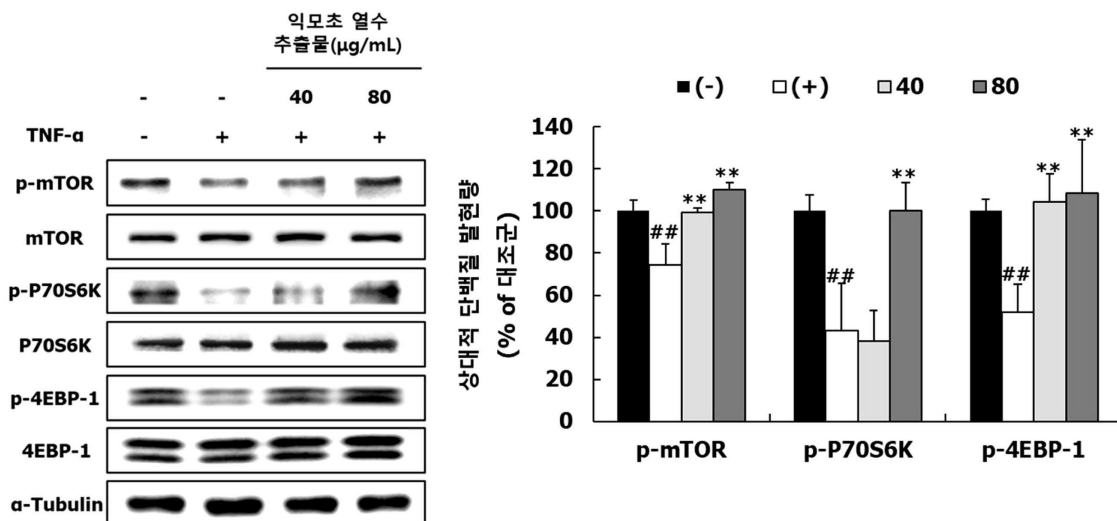 익모초 열수
추출물(μg/mL)
- - 40 80
TNF-α - + + +
p-mTOR
mTOR
p-P70S6K
P70S6K
p-4EBP-1
4EBP-1
α-Tubulin
(-) (+) 40 80
상대적 단백질 발현량
(% of 대조군)
140
120
100
80
60
40
20
0
## ** **
## **
## ** **
p-mTOR p-P70S6K p-4EBP-1